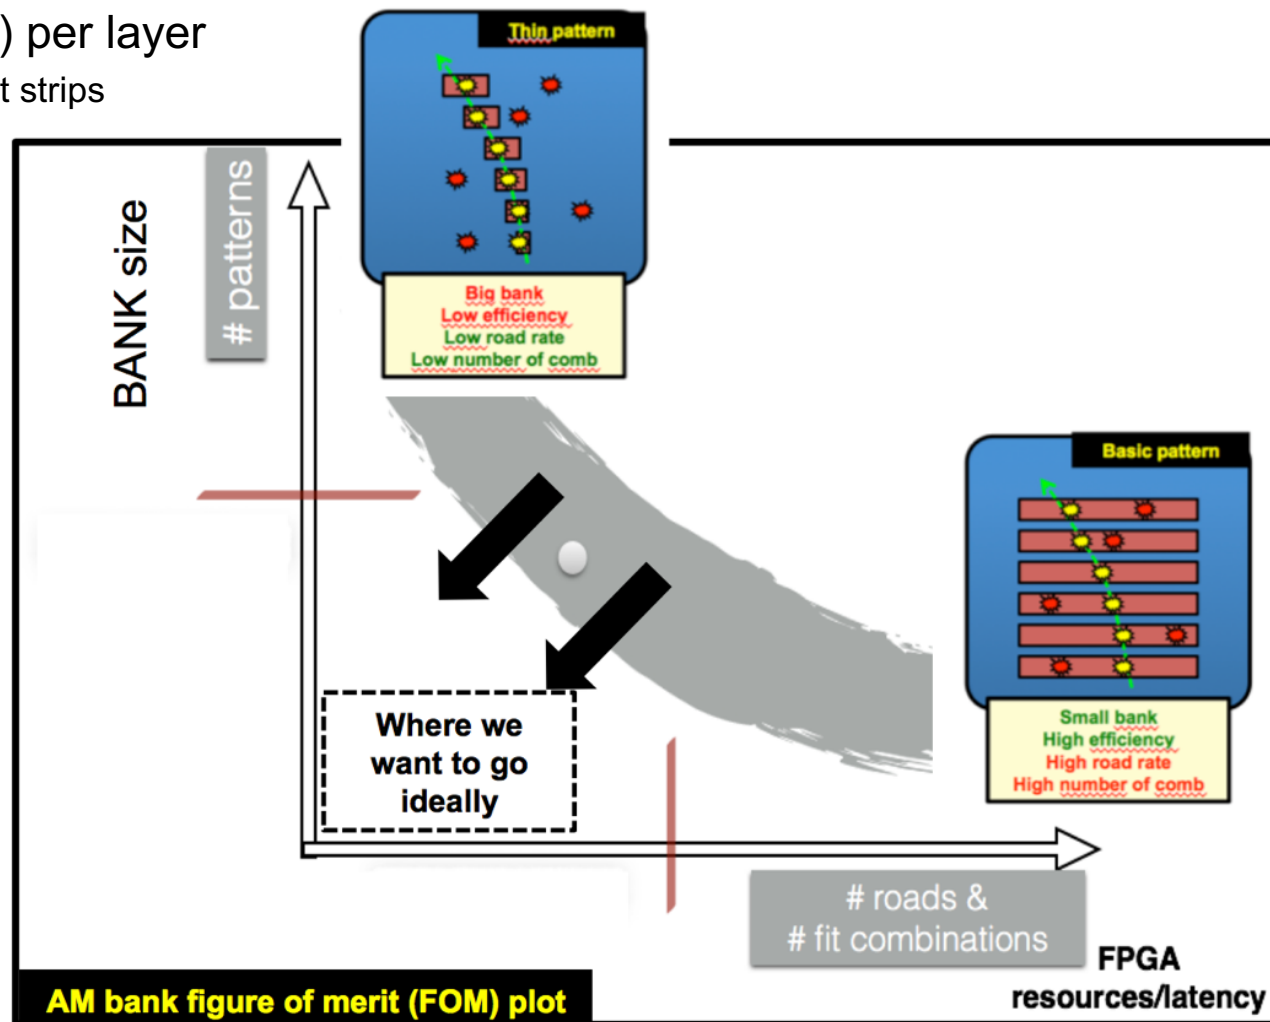 ) per layer
t strips
Thin pattern
BANK size
# patterns
Big bank
Low efficiency
Low road rate
Low number of comb
Basic pattern
Small bank
High efficiency
High road rate
High number of comb
Where we
want to go
ideally
# roads &
# fit combinations
FPGA
resources/latency
AM bank figure of merit (FOM) plot